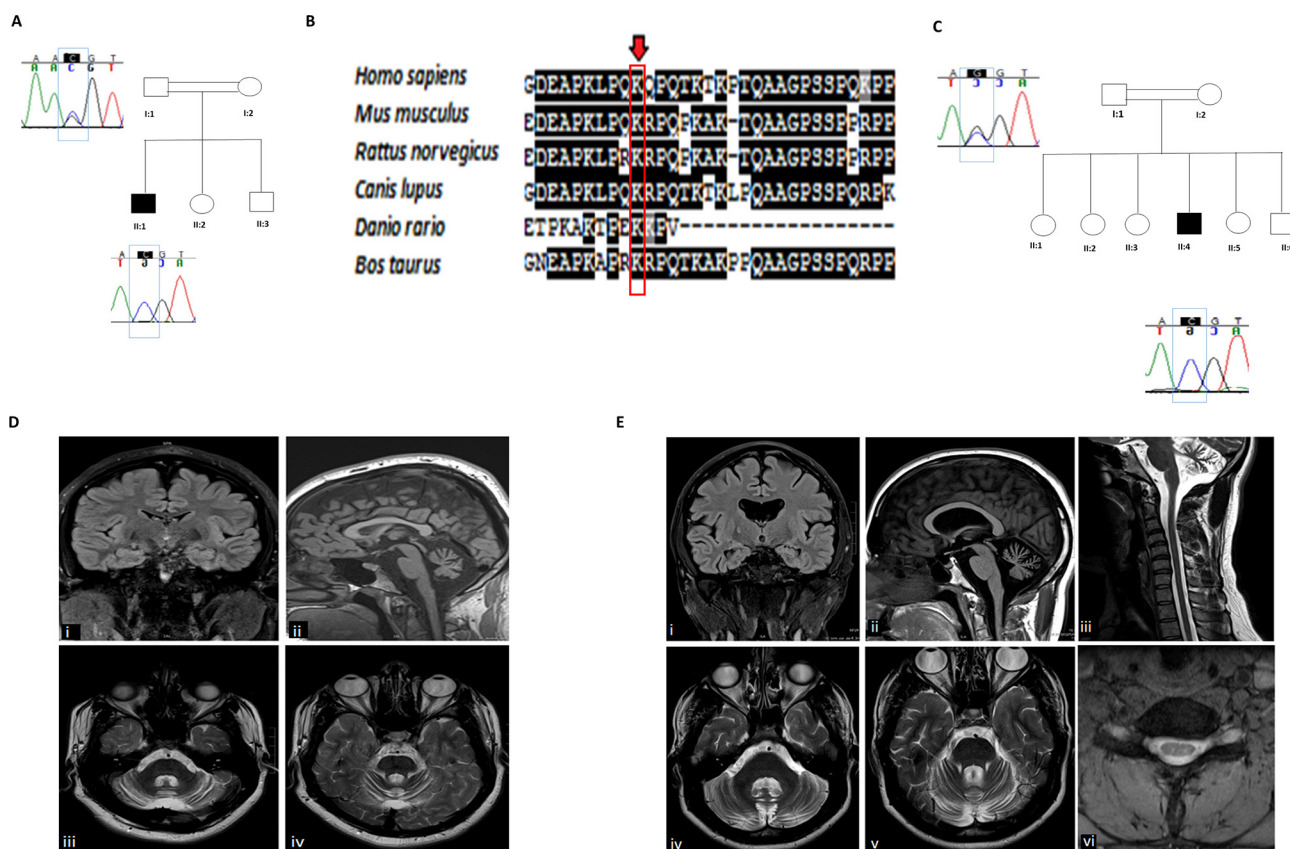 A
A A C G T
A A C G T
I:1
I:2
II:1
II:2
II:3
A C G T
T G C A
B
Homo sapiens
GDEAPKLPQKQPQTKTKPTQAAGPSSPQKPP
Mus musculus
EDEAPKLPQKRPQPKAK-TQAAGPSSPPRPP
Rattus norvegicus
EDEAPKLPRKRPQPKAK-TQAAGPSSPPRPP
Canis lupus
GDEAPKLPQKRPQTKTKLPQAAGPSSPQRPK
Danio rario
ETPKAKTPEKKPV------------------
Bos taurus
GNEAPKAPRKRPQTKAKPPQAAGPSSPQRPP
C
A G G T
T C C A
I:1
I:2
II:1
II:2
II:3
II:4
II:5
A C G T
T G C A
D
i
ii
iii
iv
E
i
ii
iii
iv
v
vi